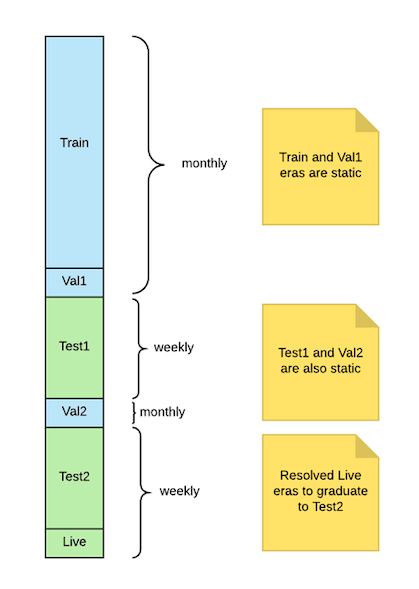 Train
monthly
Train and Val1
eras are static
Val1
Test1
weekly
Test1 and Val2
are also static
Val2
monthly
Test2
weekly
Resolved Live
eras to graduate
to Test2
Live